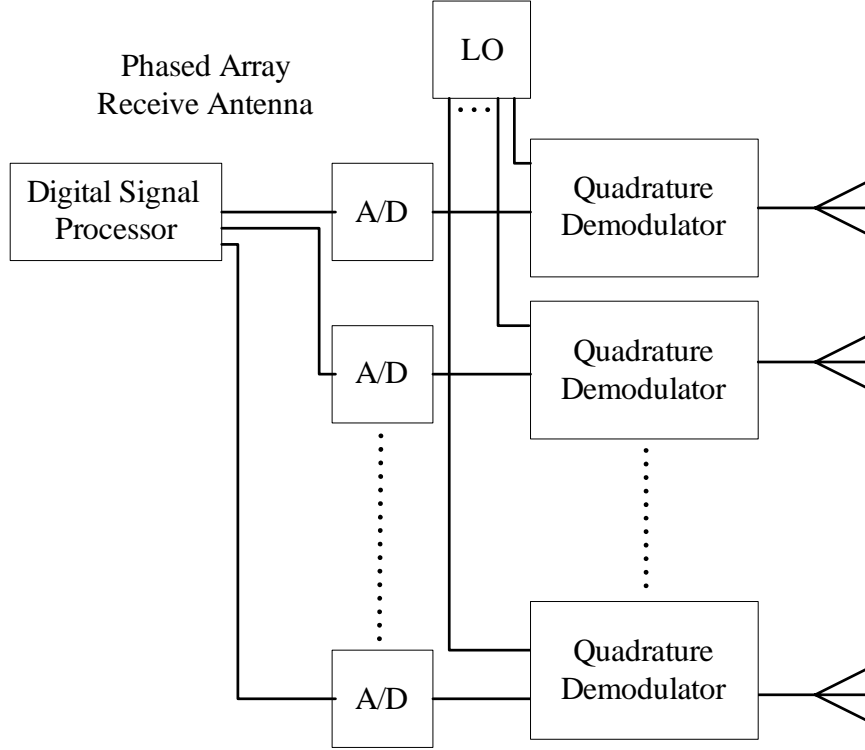 LO
Phased Array
Receive Antenna
Digital Signal
Processor
A/D
Quadrature
Demodulator
A/D
Quadrature
Demodulator
A/D
Quadrature
Demodulator